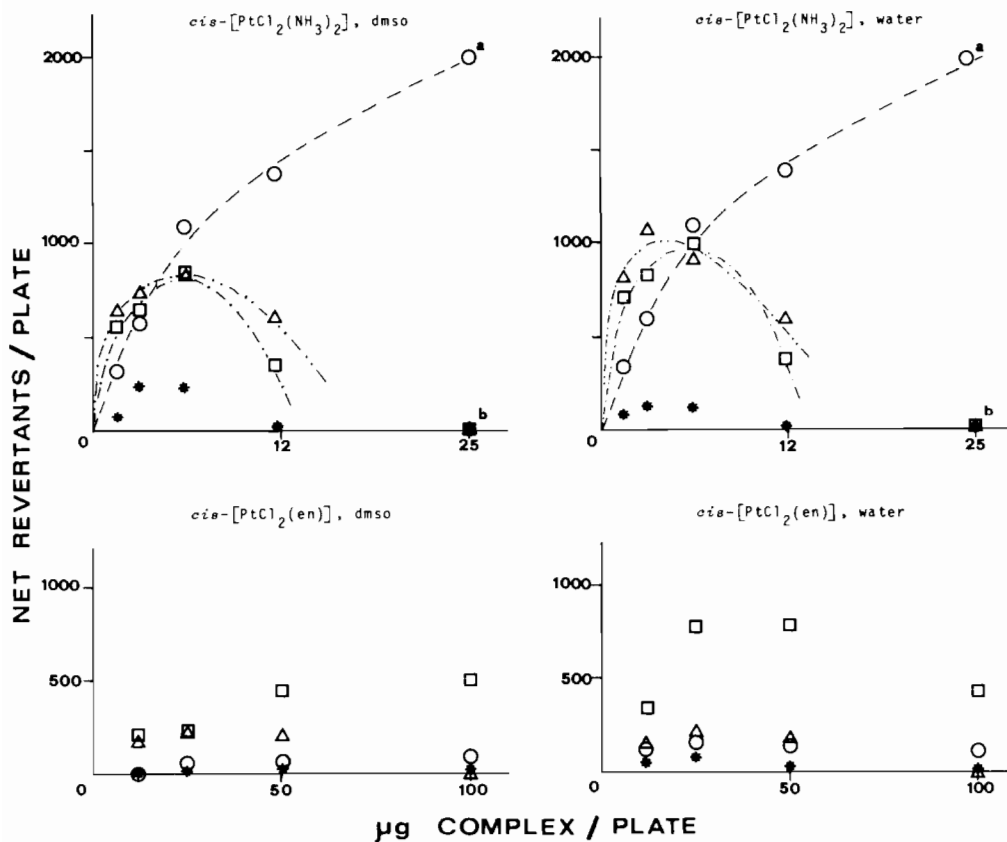 cis-[PtCl2(NH3)2], dmso
cis-[PtCl2(NH3)2], water
2000
1000
0
12
25
a
b
2000
1000
0
12
25
a
b
cis-[PtCl2(en)], dmso
cis-[PtCl2(en)], water
1000
500
0
50
100
1000
500
0
50
100
NET REVERTANTS / PLATE
µg COMPLEX / PLATE